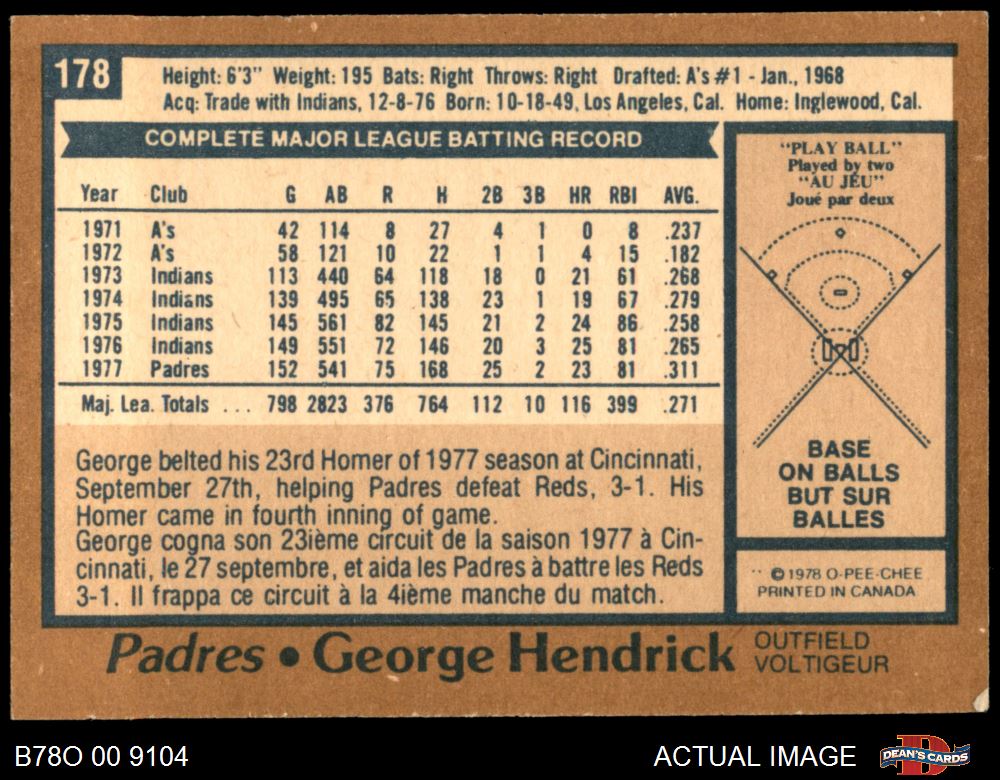 178
Height: 6'3" Weight: 195 Bats: Right Throws: Right Drafted: A's #1 - Jan., 1968
Acq: Trade with Indians, 12-8-76 Born: 10-18-49, Los Angeles, Cal. Home: Inglewood, Cal.
COMPLETE MAJOR LEAGUE BATTING RECORD
Year Club G AB R H 2B 3B HR RBI AVG.
1971 A's 42 114 8 27 4 1 0 8 .237
1972 A's 58 121 10 22 1 1 4 15 .182
1973 Indians 113 440 64 118 18 0 21 61 .268
1974 Indians 139 495 65 138 23 1 19 67 .279
1975 Indians 145 561 82 145 21 2 24 86 .258
1976 Indians 149 551 72 146 20 3 25 81 .265
1977 Padres 152 541 75 168 25 2 23 81 .311
Maj. Lea. Totals ... 798 2823 376 764 112 10 116 399 .271
George belted his 23rd Homer of 1977 season at Cincinnati,
September 27th, helping Padres defeat Reds, 3-1. His
Homer came in fourth inning of game.
George cogna son 23ième circuit de la saison 1977 à Cin-
cinnati, le 27 septembre, et aida les Padres à battre les Reds
3-1. Il frappa ce circuit à la 4ième manche du match.
"PLAY BALL"
Played by two
"AU JEU"
Joué par deux
BASE
ON BALLS
BUT SUR
BALLES
** © 1978 O-PEE-CHEE
PRINTED IN CANADA
Padres • George Hendrick
OUTFIELD
VOLTIGEUR
B78O 00 9104
ACTUAL IMAGE
DEAN'S CARDS